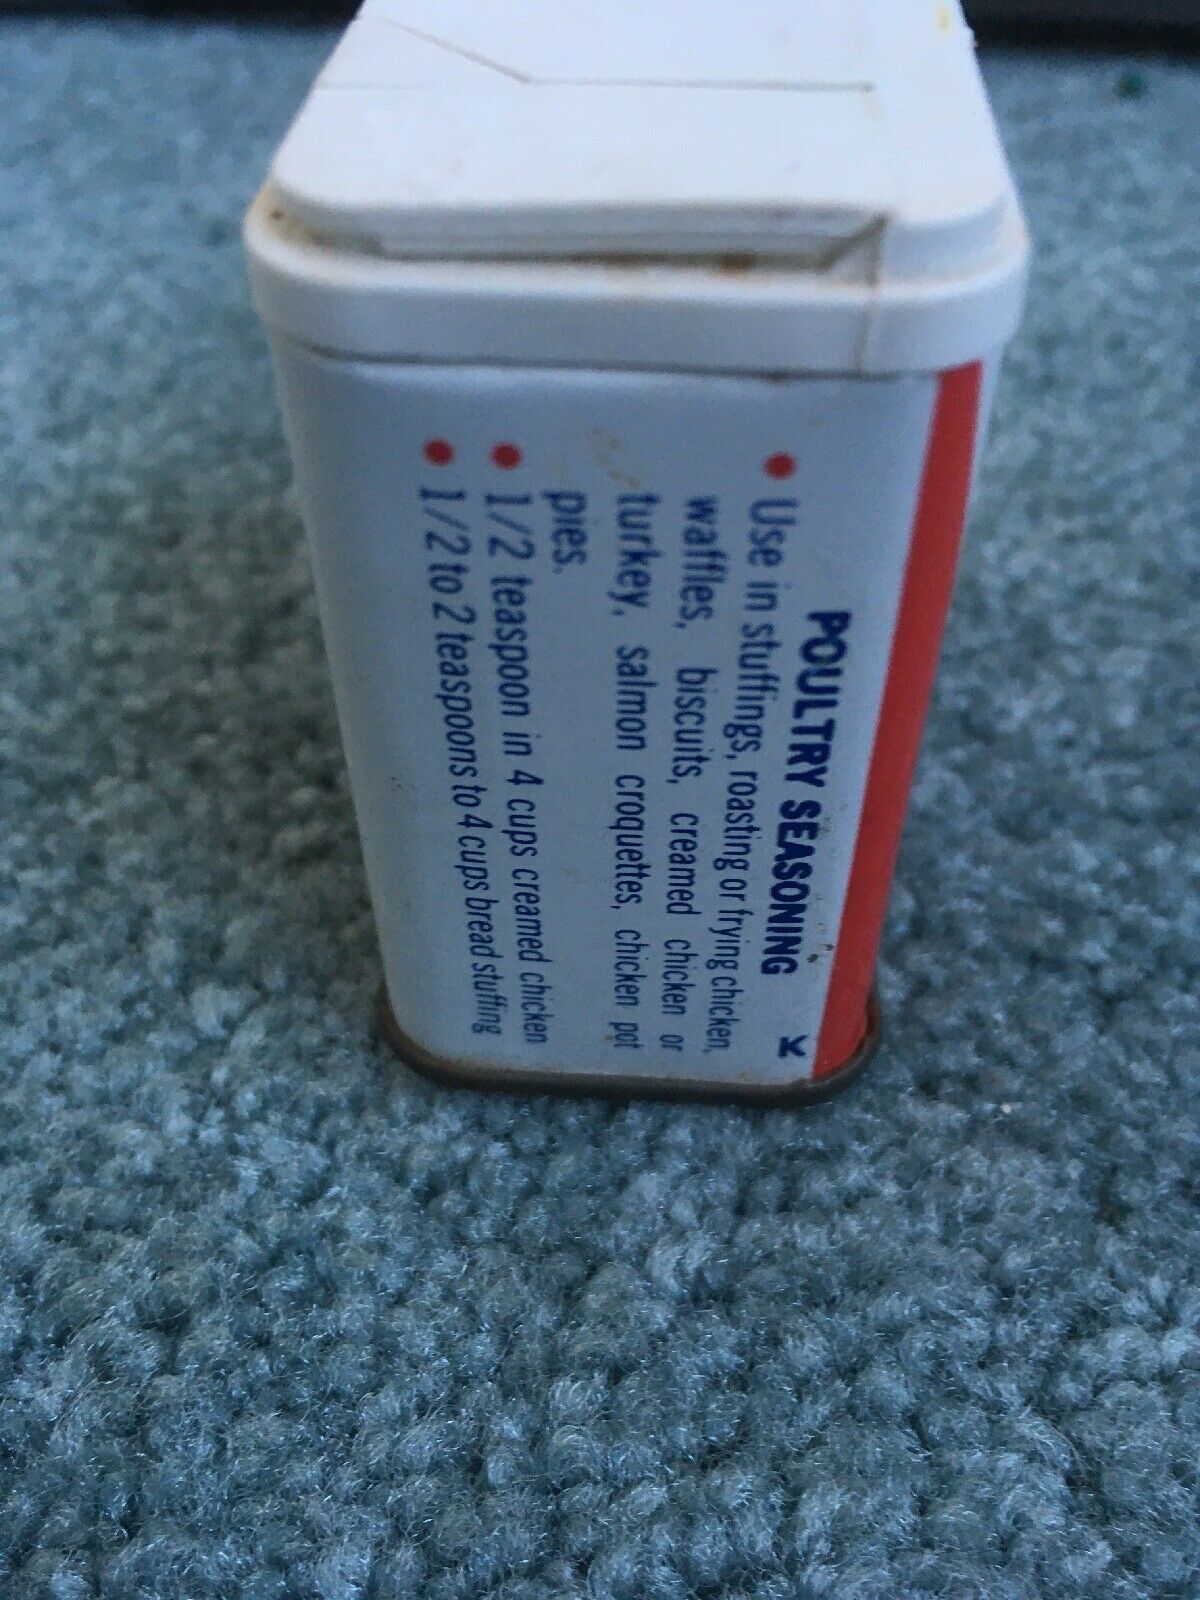 POULTRY SEASONING K
• Use in stuffings, roasting or frying chicken,
waffles, biscuits, creamed chicken or
turkey, salmon croquettes, chicken pot
pies.
• 1/2 teaspoon in 4 cups creamed chicken
• 1/2 to 2 teaspoons to 4 cups bread stuffing